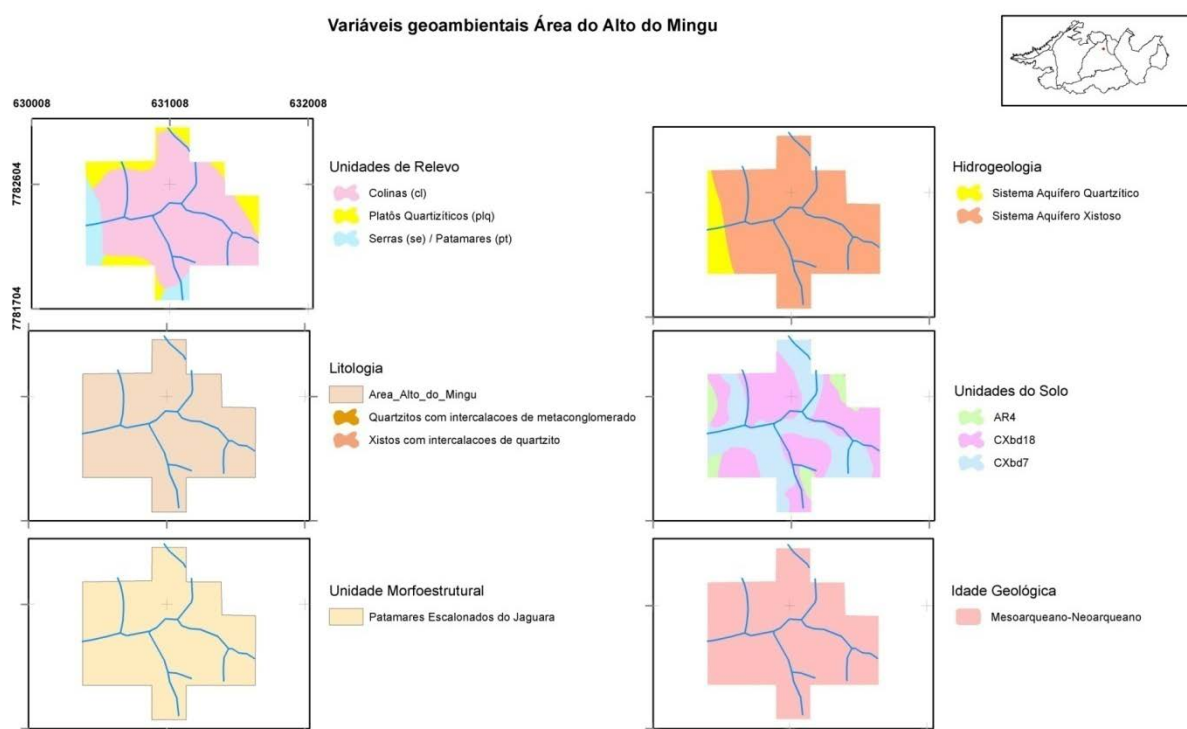 Variáveis geoambientais Área do Alto do Mingu
630008
631008
632008
7782604
7781704
Unidades de Relevo
Colinas (cl)
Platôs Quartizíticos (plq)
Serras (se) / Patamares (pt)
Hidrogeologia
Sistema Aquífero Quartzítico
Sistema Aquífero Xistoso
Litologia
Area_Alto_do_Mingu
Quartzitos com intercalacoes de metaconglomerado
Xistos com intercalacoes de quartzito
Unidades do Solo
AR4
CXbd18
CXbd7
Unidade Morfoestrutural
Patamares Escalonados do Jaguara
Idade Geológica
Mesoarqueano-Neoarqueano